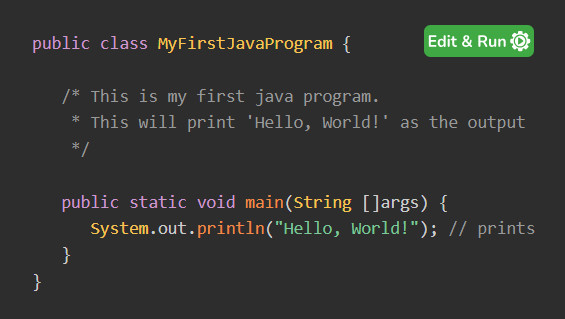 public class MyFirstJavaProgram {
Edit & Run
/* This is my first java program.
* This will print 'Hello, World!' as the output
*/
public static void main(String []args) {
System.out.println("Hello, World!"); // prints
}
}